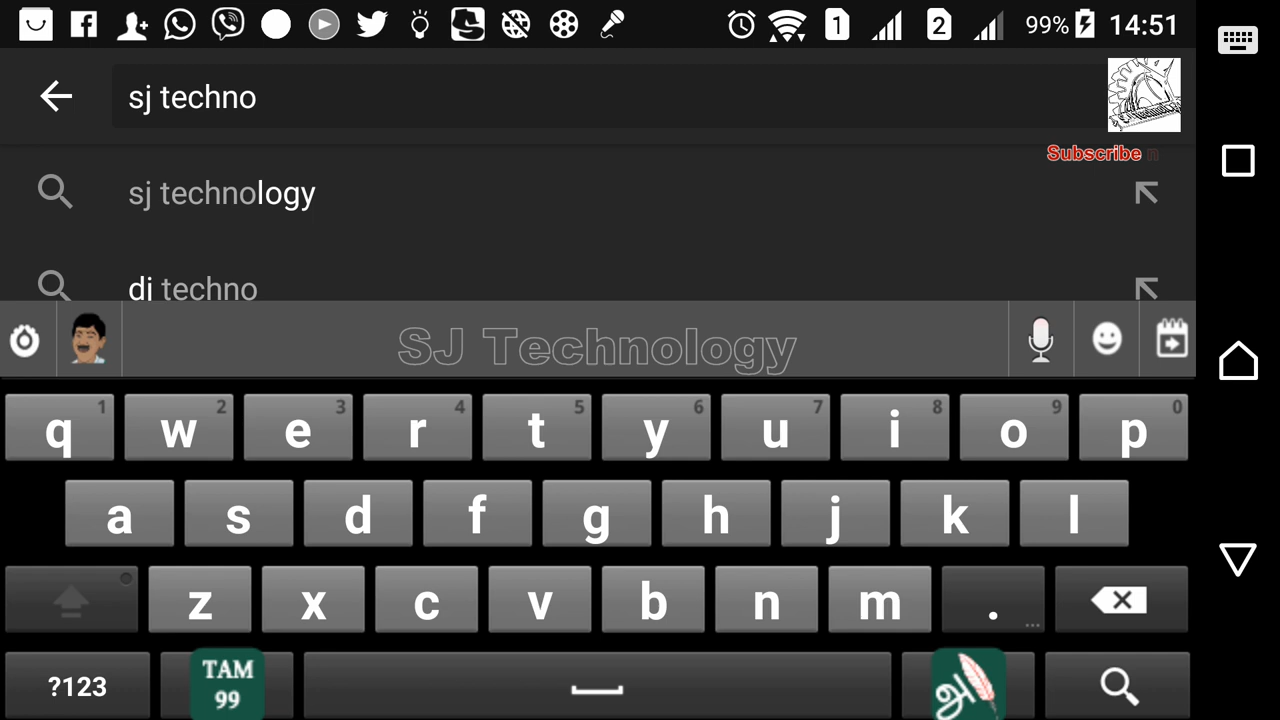 1 2 99% 14:51
sj techno
Subscribe n
sj technology
dj techno
SJ Technology
q 1 w 2 e 3 r 4 t 5 y 6 u 7 i 8 o 9 p 0
a s d f g h j k l
z x c v b n m . ...
?123 TAM 99 அ